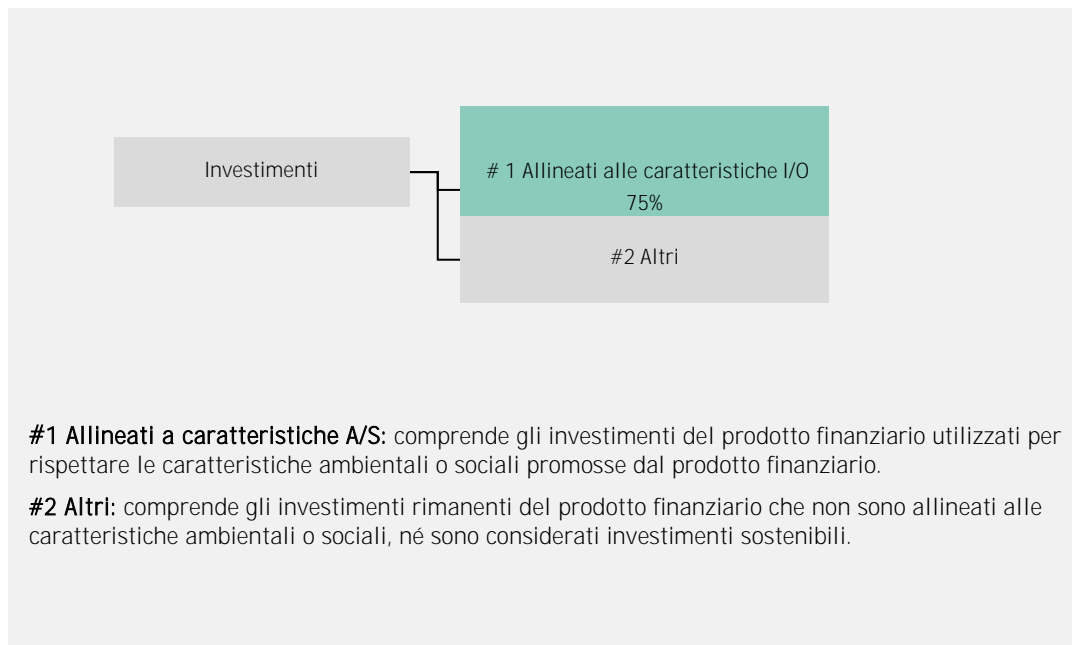 Investimenti
# 1 Allineati alle caratteristiche I/O
75%
#2 Altri
#1 Allineati a caratteristiche A/S: comprende gli investimenti del prodotto finanziario utilizzati per
rispettare le caratteristiche ambientali o sociali promosse dal prodotto finanziario.
#2 Altri: comprende gli investimenti rimanenti del prodotto finanziario che non sono allineati alle
caratteristiche ambientali o sociali, né sono considerati investimenti sostenibili.